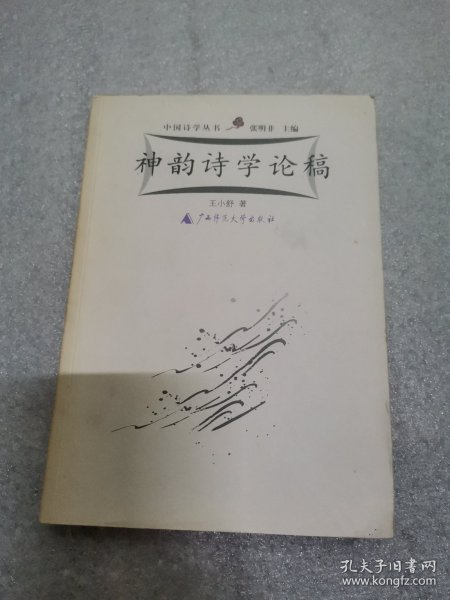 中国诗学丛书 张明非 主编
神韵诗学论稿
王小舒 著
广西师范大学出版社
孔夫子旧书网
www.kongfz.com